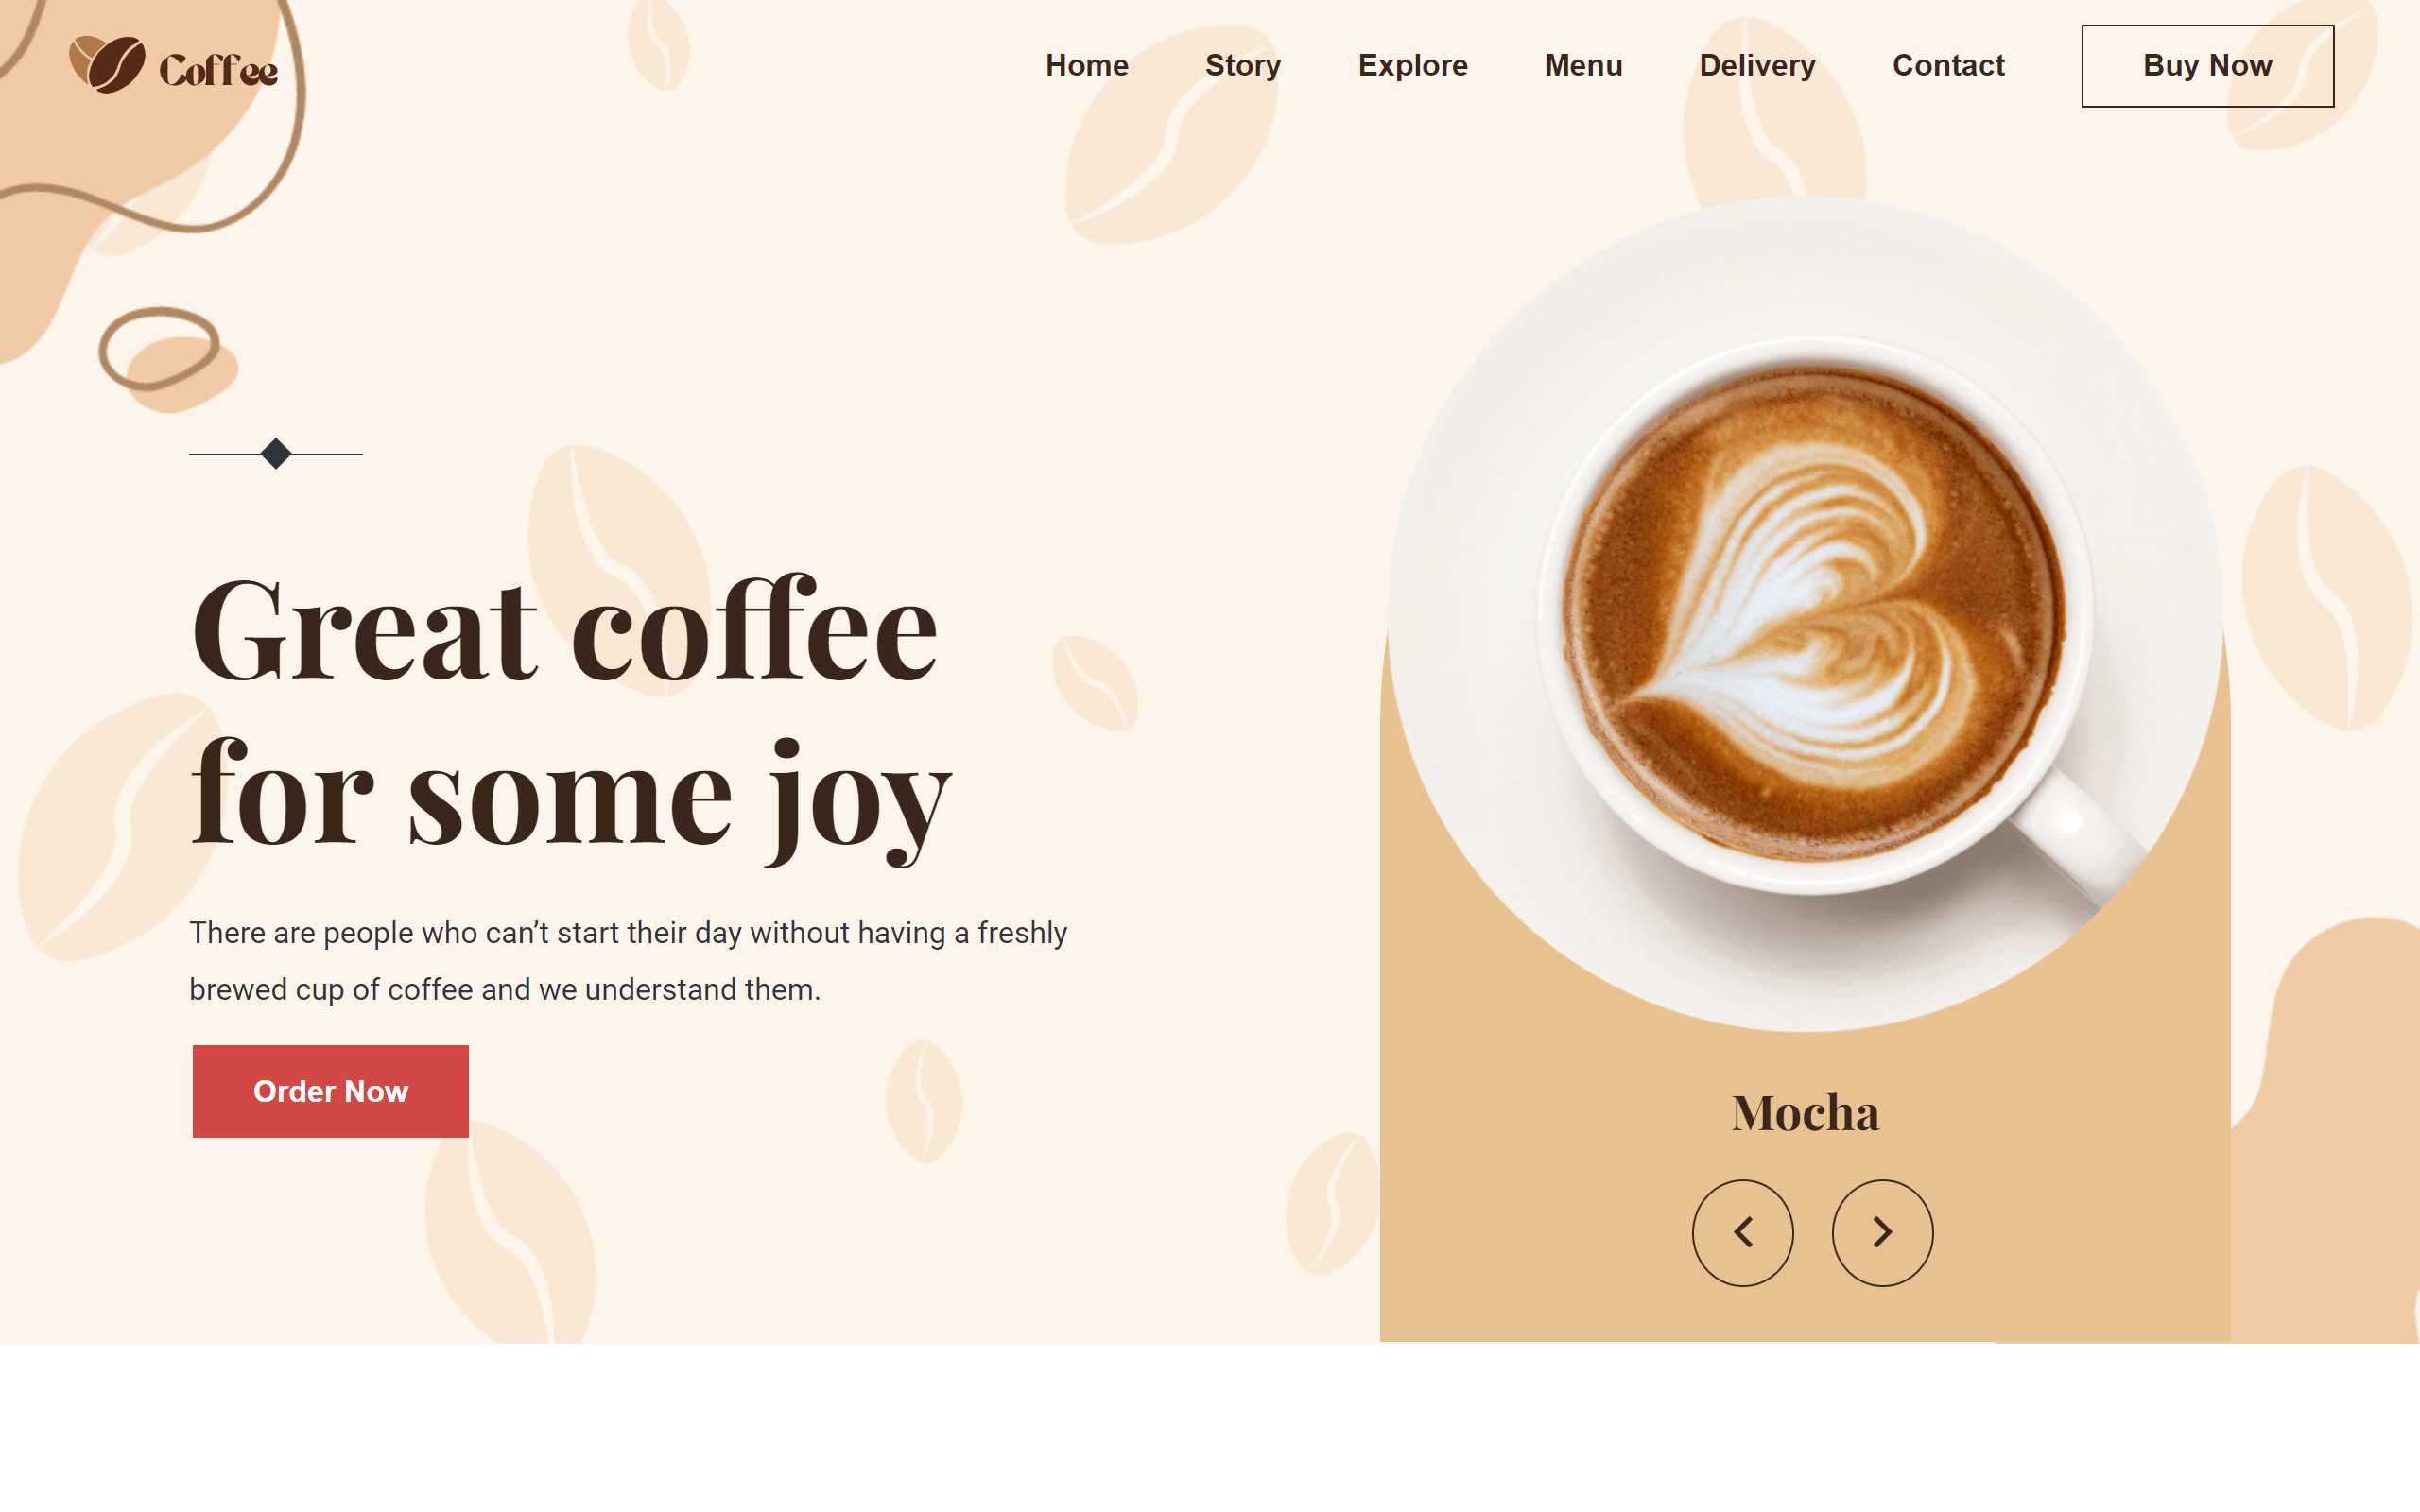 Coffee
Home Story Explore Menu Delivery Contact Buy Now
Great coffee
for some joy
There are people who can’t start their day without having a freshly
brewed cup of coffee and we understand them.
Order Now
Mocha